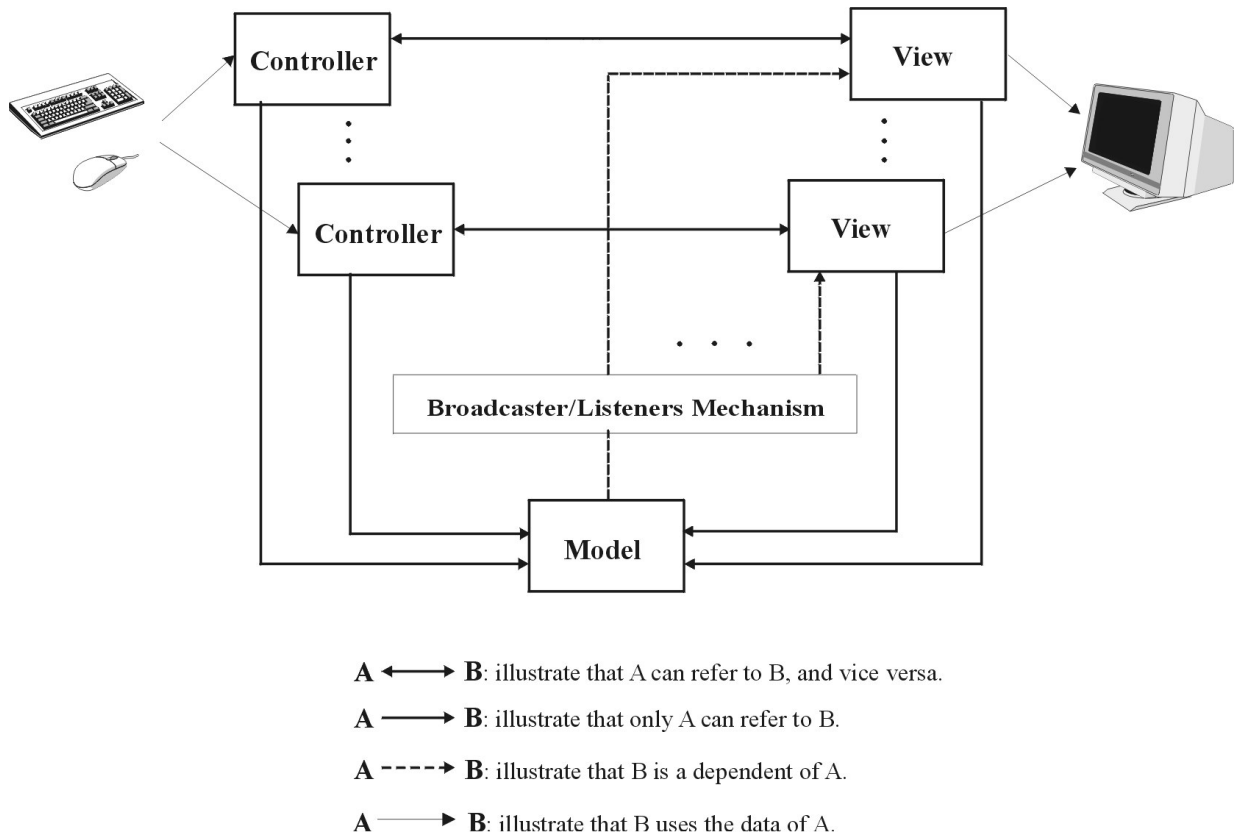 Controller
View
Controller
View
Broadcaster/Listeners Mechanism
Model
A B: illustrate that A can refer to B, and vice versa.
A B: illustrate that only A can refer to B.
A B: illustrate that B is a dependent of A.
A B: illustrate that B uses the data of A.